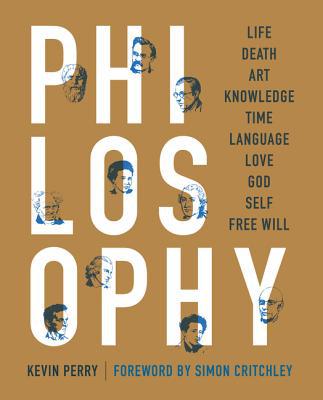 PHI
LOS
OPHY
LIFE
DEATH
ART
KNOWLEDGE
TIME
LANGUAGE
LOVE
GOD
SELF
FREE WILL
KEVIN PERRY | FOREWORD BY SIMON CRITCHLEY